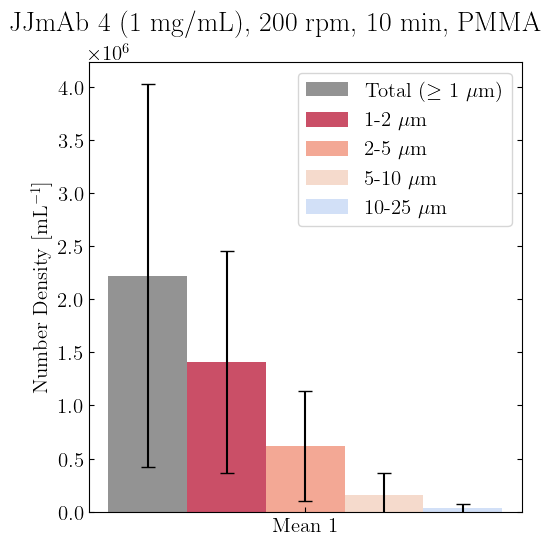 JJmAb 4 (1 mg/mL), 200 rpm, 10 min, PMMA
×10⁶
Total (≥ 1 μm)
1-2 μm
2-5 μm
5-10 μm
10-25 μm
Number Density [mL⁻¹]
4.0
3.5
3.0
2.5
2.0
1.5
1.0
0.5
0.0
Mean 1